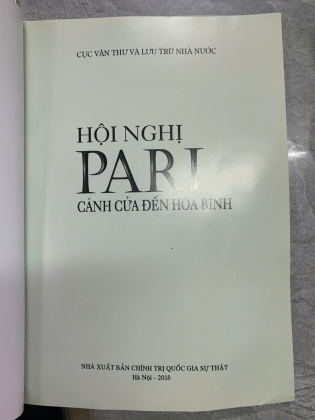 CỤC VĂN THƯ VÀ LƯU TRỮ NHÀ NƯỚC
HỘI NGHỊ
PARI
CÁNH CỬA ĐẾN HÒA BÌNH
NHÀ XUẤT BẢN CHÍNH TRỊ QUỐC GIA SỰ THẬT
Hà Nội - 2018